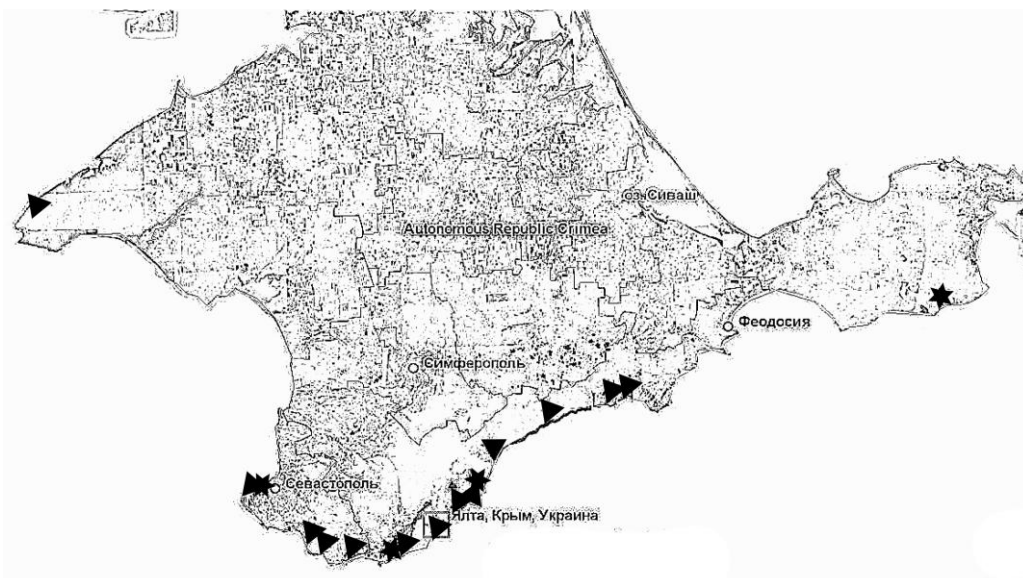 оз. Сиваш
Autonomous Republic Crimea
Феодосия
Симферополь
Севастополь
Ялта, Крым, Украина